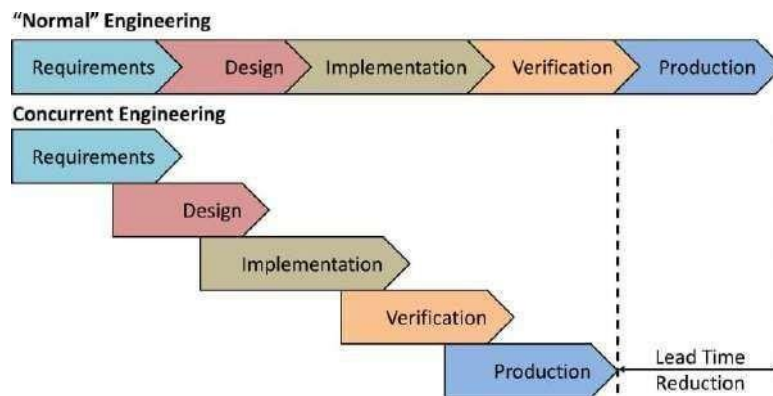 “Normal” Engineering
Requirements Design Implementation Verification Production
Concurrent Engineering
Requirements
Design
Implementation
Verification
Production
Lead Time
Reduction